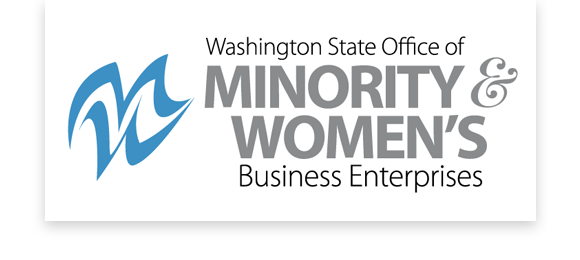 Washington State Office of
MINORITY &
WOMEN'S
Business Enterprises